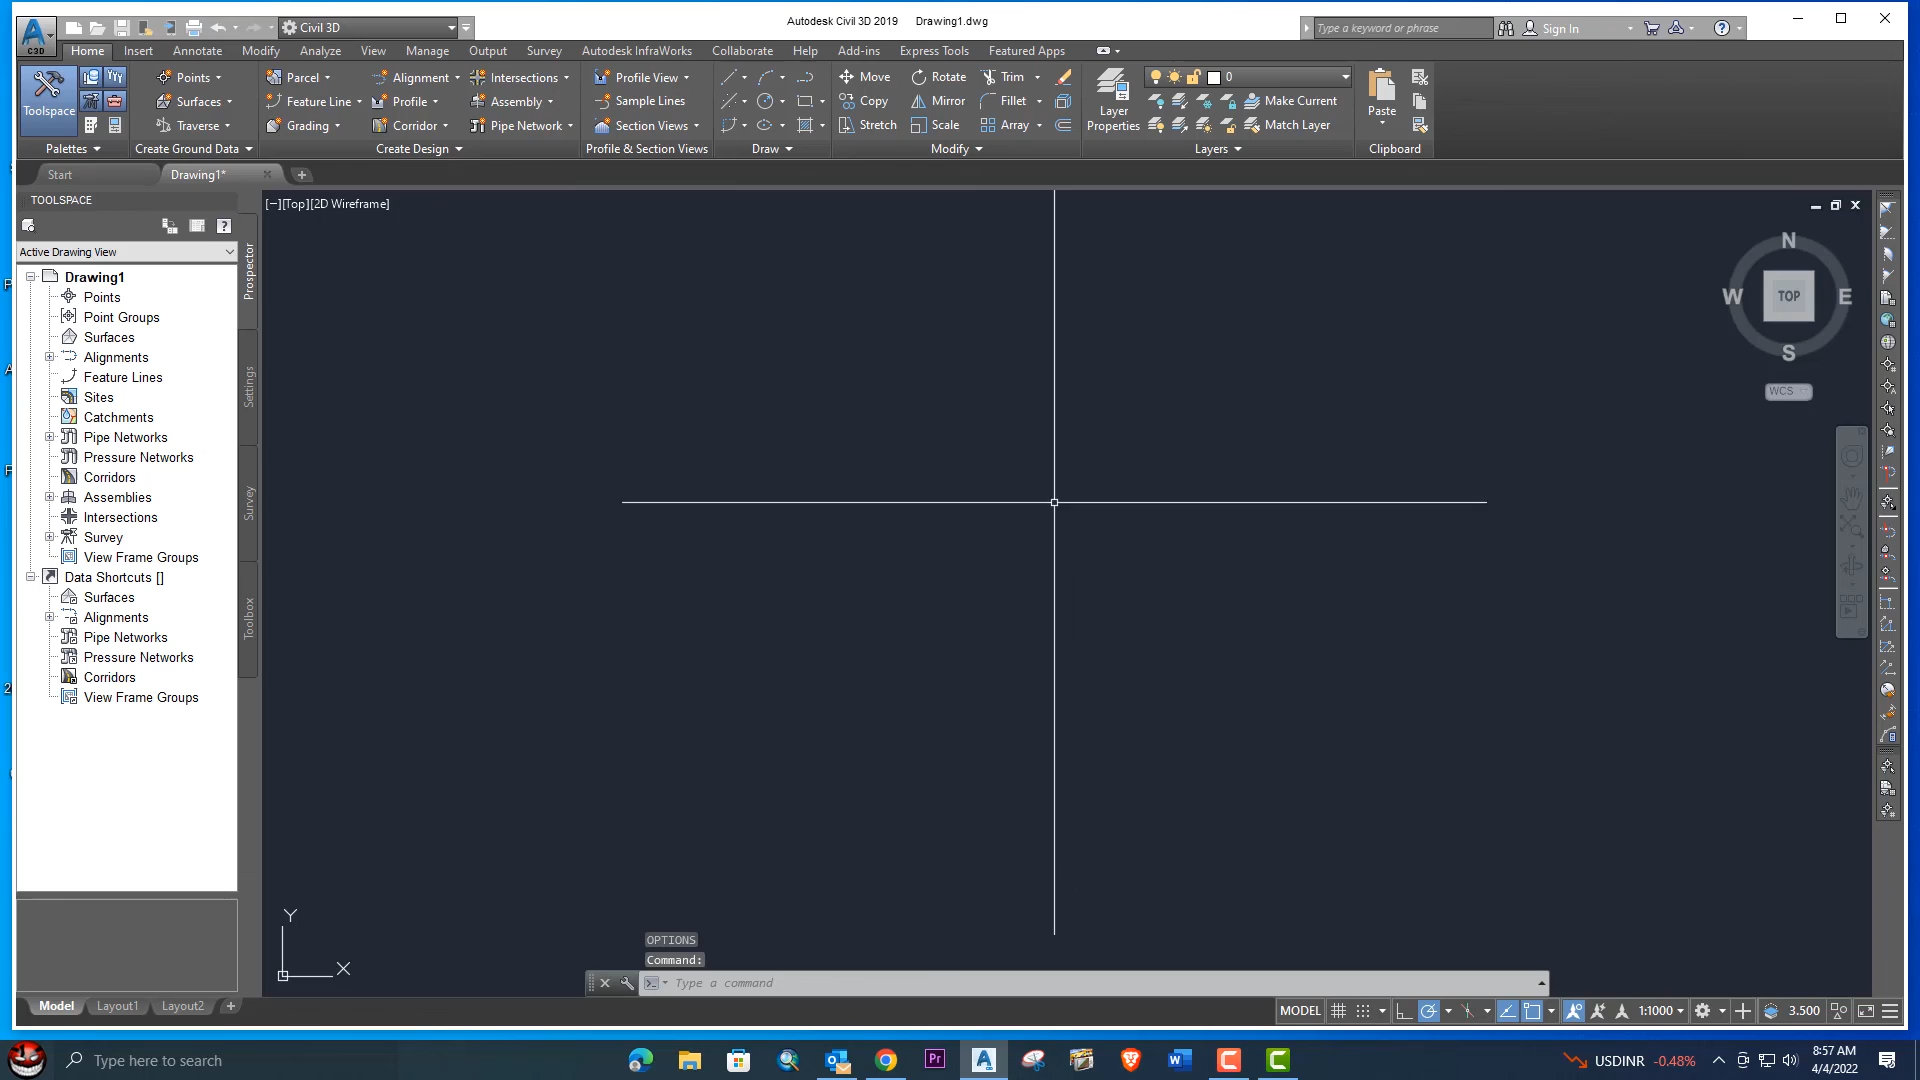 Civil 3D
Autodesk Civil 3D 2019 Drawing1.dwg
Type a keyword or phrase
Sign In
C3D
Home Insert Annotate Modify Analyze View Manage Output Survey Autodesk InfraWorks Collaborate Help Add-ins Express Tools Featured Apps
Points Parcel Alignment Intersections Profile View Move Rotate Trim 0
Toolspace Surfaces Feature Line Profile Assembly Sample Lines Copy Mirror Fillet Layer Properties Make Current Paste
Traverse Grading Corridor Pipe Network Section Views Stretch Scale Array Match Layer
Palettes Create Ground Data Create Design Profile & Section Views Draw Modify Layers Clipboard
Start Drawing1*
TOOLSPACE
[−][Top][2D Wireframe]
Active Drawing View
Prospector
Settings
Survey
Toolbox
Drawing1
Points
Point Groups
Surfaces
Alignments
Feature Lines
Sites
Catchments
Pipe Networks
Pressure Networks
Corridors
Assemblies
Intersections
Survey
View Frame Groups
Data Shortcuts []
Surfaces
Alignments
Pipe Networks
Pressure Networks
Corridors
View Frame Groups
N
W TOP E
S
WCS
Y
X
OPTIONS
Command:
Type a command
Model Layout1 Layout2
MODEL 1:1000 3.500
Type here to search
USDINR -0.48%
8:57 AM
4/4/2022